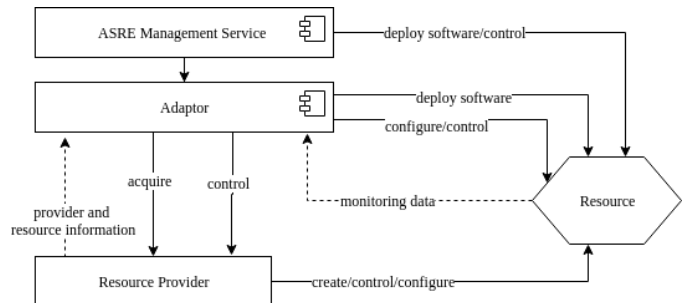 ASRE Management Service
deploy software/control
Adaptor
deploy software
configure/control
acquire
control
monitoring data
Resource
provider and
resource information
Resource Provider
create/control/configure